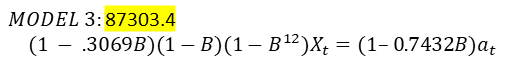 MODEL 3: 87303.4
(1 − .3069B)(1 − B)(1 − B¹²)Xₜ = (1– 0.7432B)aₜ